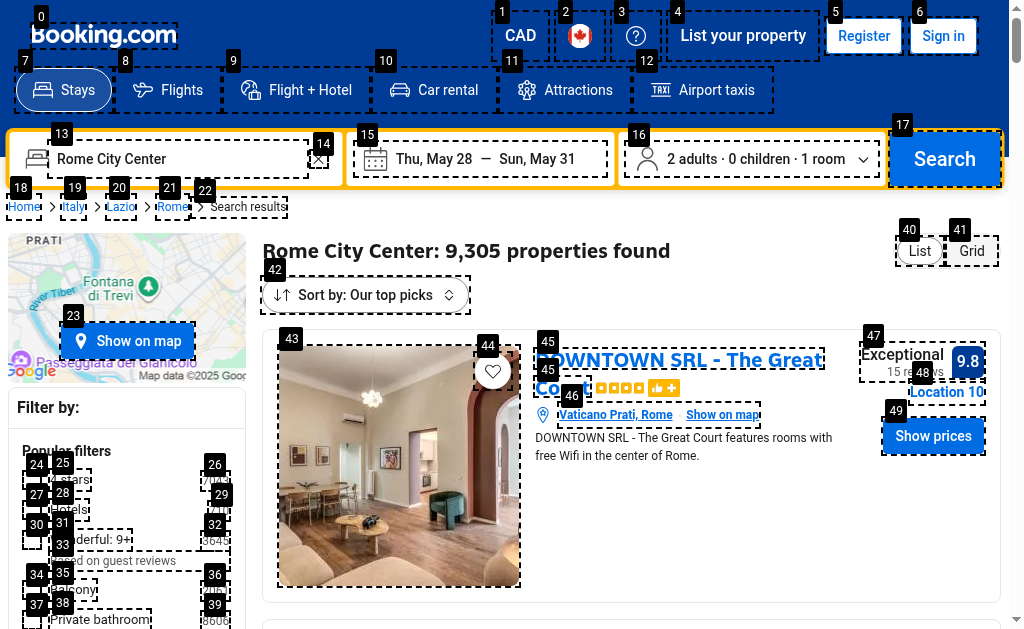 0
Booking.com
1
CAD
2
3
4
List your property
5
Register
6
Sign in
7
Stays
8
Flights
9
Flight + Hotel
10
Car rental
11
Attractions
12
Airport taxis
13
Rome City Center
14
15
Thu, May 28 — Sun, May 31
16
2 adults · 0 children · 1 room
17
Search
18
Home
19
Italy
20
Lazio
21
Rome
22
Search results
PRATI
Fontana
di Trevi
River Tiber
23
Show on map
Passeggiata del Gianicolo
Google
Map data ©2025 Goo
Rome City Center: 9,305 properties found
40
List
41
Grid
42
Sort by: Our top picks
Filter by:
Popular filters
24
25
stars
26
27
28
Hotels
29
30
31
Wonderful: 9+
32
3645
33
Based on guest reviews
34
35
Balcony
36
37
38
Private bathroom
39
8606
43
44
45
DOWNTOWN SRL - The Great
45
Court
46
Vaticano Prati, Rome
Show on map
DOWNTOWN SRL - The Great Court features rooms with
free Wifi in the center of Rome.
47
Exceptional
15 reviews
9.8
48
Location 10
49
Show prices